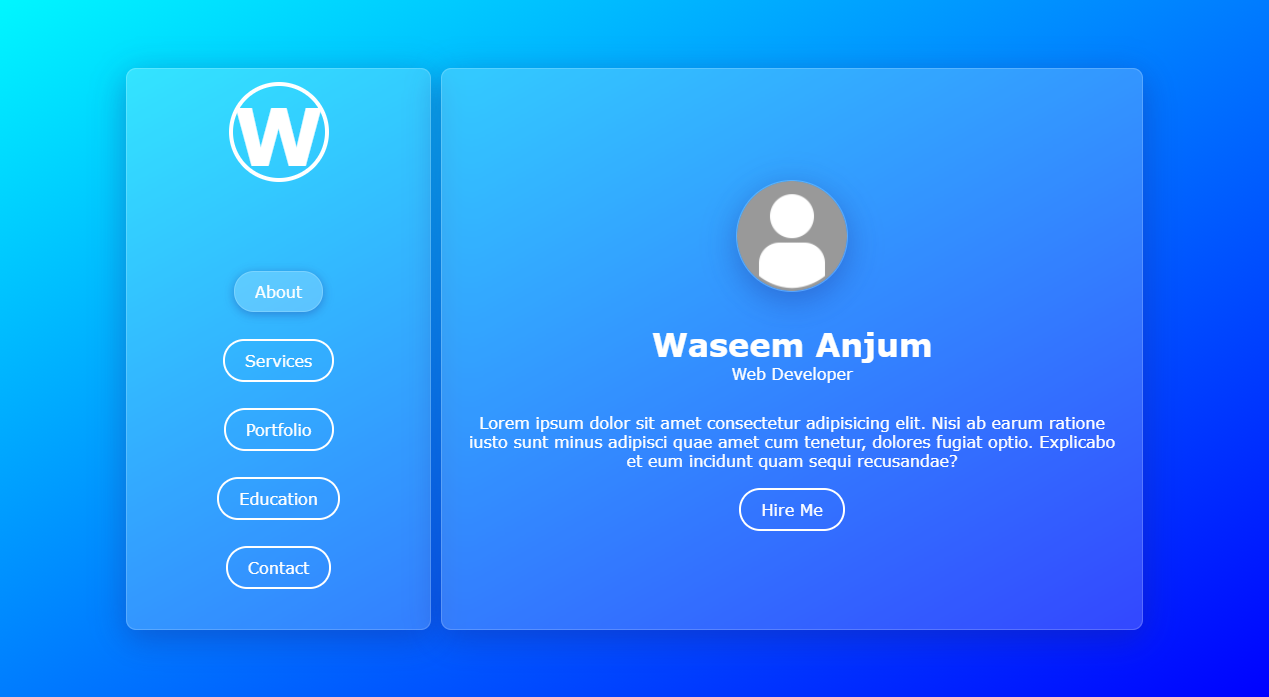 W
About
Services
Portfolio
Education
Contact
Waseem Anjum
Web Developer
Lorem ipsum dolor sit amet consectetur adipisicing elit. Nisi ab earum ratione
iusto sunt minus adipisci quae amet cum tenetur, dolores fugiat optio. Explicabo
et eum incidunt quam sequi recusandae?
Hire Me